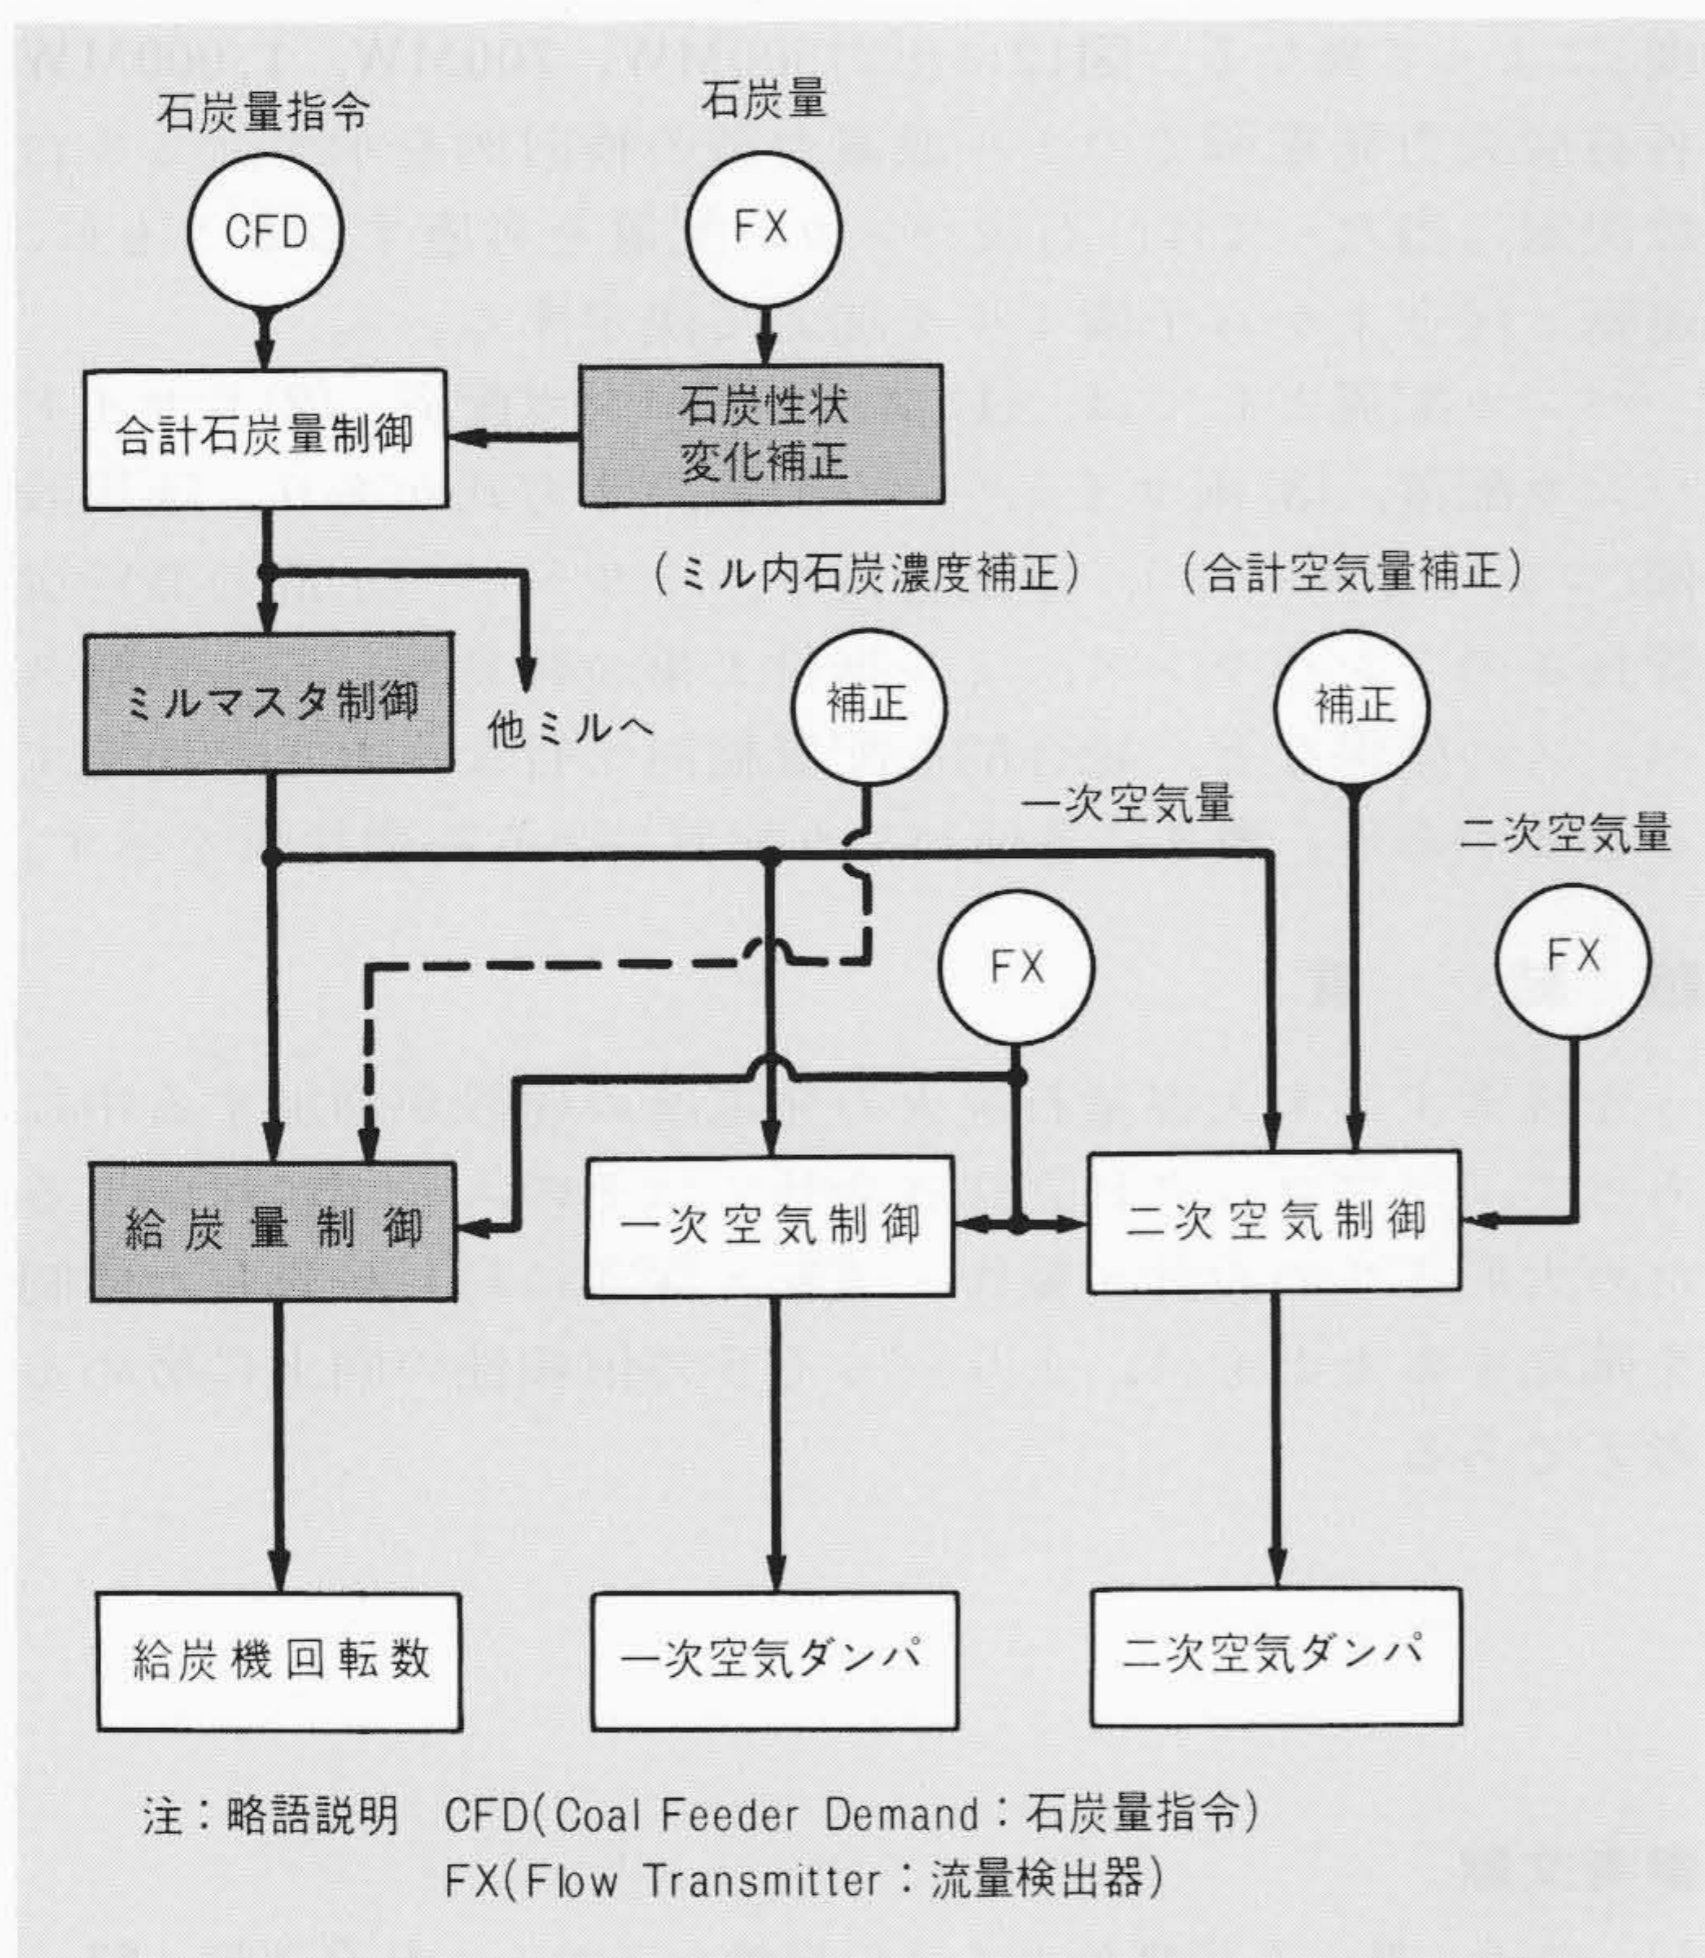 石炭量指令
石炭量
CFD
FX
合計石炭量制御
石炭性状
変化補正
(ミル内石炭濃度補正)
(合計空気量補正)
ミルマスタ制御
他ミルへ
補正
補正
一次空気量
二次空気量
FX
FX
給炭量制御
一次空気制御
二次空気制御
給炭機回転数
一次空気ダンパ
二次空気ダンパ
注:略語説明 CFD(Coal Feeder Demand:石炭量指令)
FX(Flow Transmitter:流量検出器)